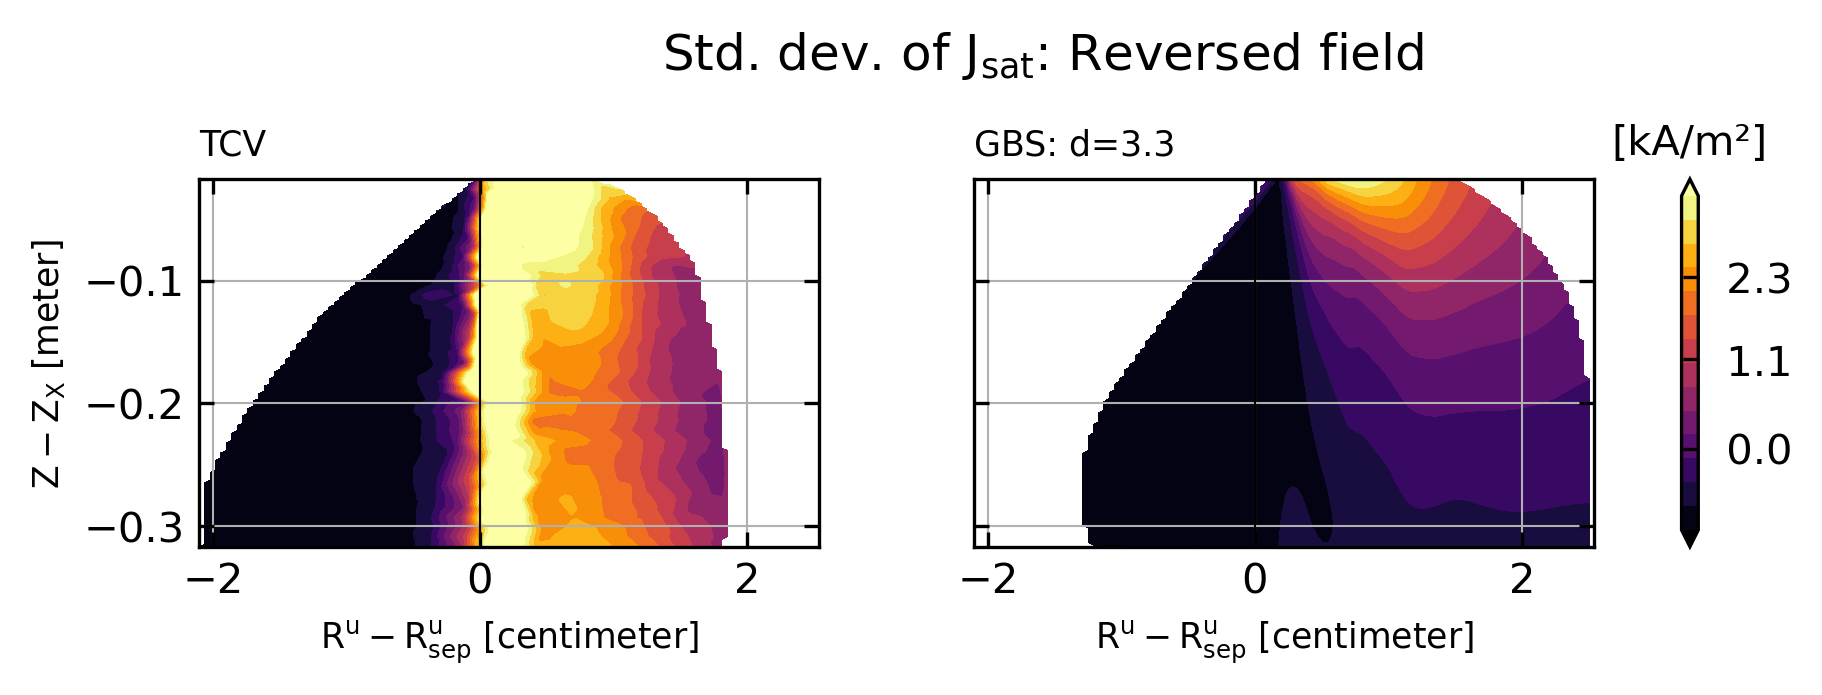 Std. dev. of J_sat: Reversed field
TCV
GBS: d=3.3
[kA/m²]
Z − Z_X [meter]
−0.1
−0.2
−0.3
2.3
1.1
0.0
−2 0 2
−2 0 2
R^u − R^u_sep [centimeter]
R^u − R^u_sep [centimeter]